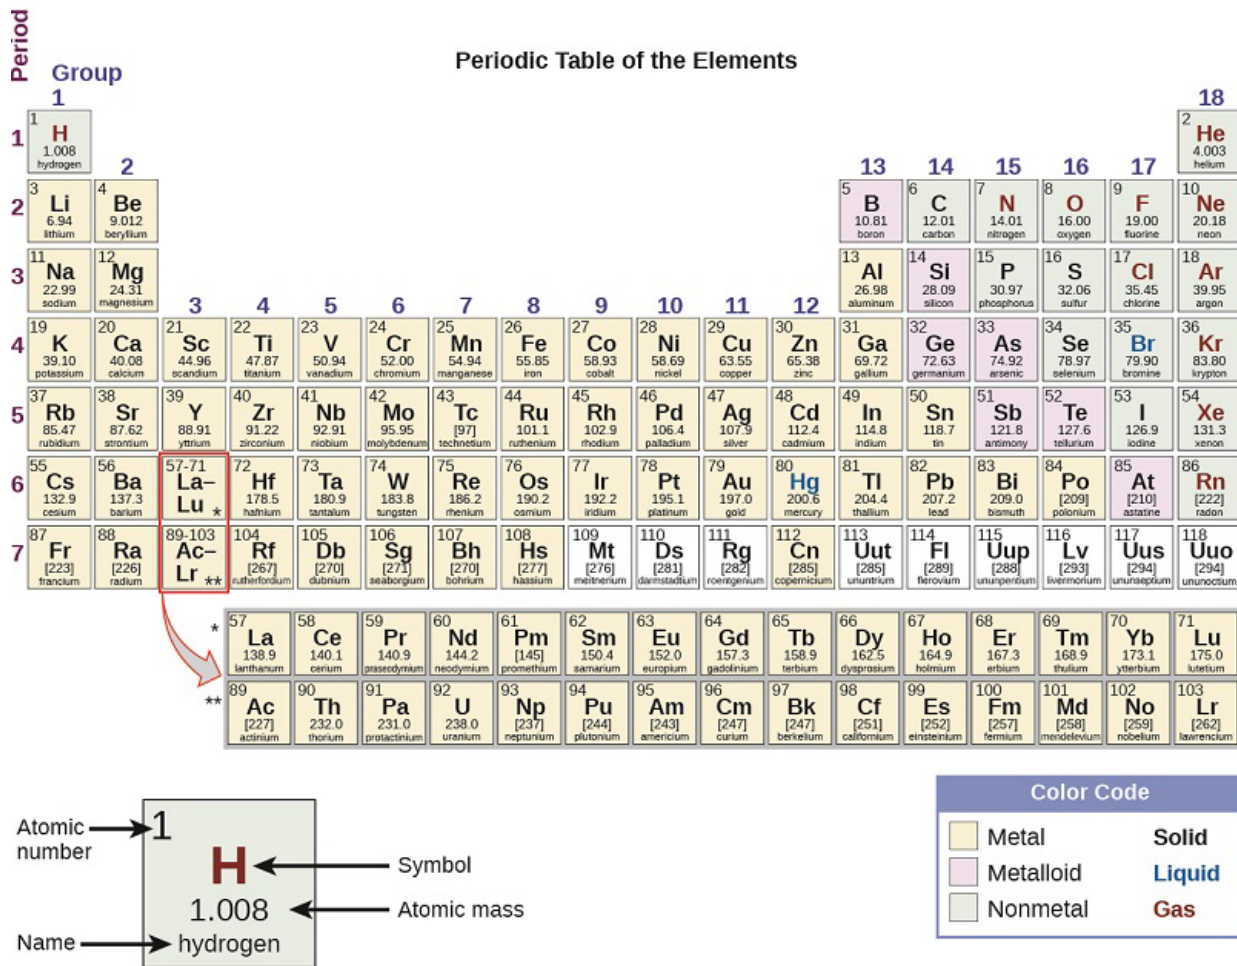 Period
Periodic Table of the Elements
Group
1 18
1 1 H 1.008 hydrogen 2 He 4.003 helium
2 13 14 15 16 17
2 3 Li 6.94 lithium 4 Be 9.012 beryllium 5 B 10.81 boron 6 C 12.01 carbon 7 N 14.01 nitrogen 8 O 16.00 oxygen 9 F 19.00 fluorine 10 Ne 20.18 neon
3 11 Na 22.99 sodium 12 Mg 24.31 magnesium 13 Al 26.98 aluminum 14 Si 28.09 silicon 15 P 30.97 phosphorus 16 S 32.06 sulfur 17 Cl 35.45 chlorine 18 Ar 39.95 argon
3 4 5 6 7 8 9 10 11 12
4 19 K 39.10 potassium 20 Ca 40.08 calcium 21 Sc 44.96 scandium 22 Ti 47.87 titanium 23 V 50.94 vanadium 24 Cr 52.00 chromium 25 Mn 54.94 manganese 26 Fe 55.85 iron 27 Co 58.93 cobalt 28 Ni 58.69 nickel 29 Cu 63.55 copper 30 Zn 65.38 zinc 31 Ga 69.72 gallium 32 Ge 72.63 germanium 33 As 74.92 arsenic 34 Se 78.97 selenium 35 Br 79.90 bromine 36 Kr 83.80 krypton
5 37 Rb 85.47 rubidium 38 Sr 87.62 strontium 39 Y 88.91 yttrium 40 Zr 91.22 zirconium 41 Nb 92.91 niobium 42 Mo 95.95 molybdenum 43 Tc [97] technetium 44 Ru 101.1 ruthenium 45 Rh 102.9 rhodium 46 Pd 106.4 palladium 47 Ag 107.9 silver 48 Cd 112.4 cadmium 49 In 114.8 indium 50 Sn 118.7 tin 51 Sb 121.8 antimony 52 Te 127.6 tellurium 53 I 126.9 iodine 54 Xe 131.3 xenon
6 55 Cs 132.9 cesium 56 Ba 137.3 barium 57-71 La– Lu * 72 Hf 178.5 hafnium 73 Ta 180.9 tantalum 74 W 183.8 tungsten 75 Re 186.2 rhenium 76 Os 190.2 osmium 77 Ir 192.2 iridium 78 Pt 195.1 platinum 79 Au 197.0 gold 80 Hg 200.6 mercury 81 Tl 204.4 thallium 82 Pb 207.2 lead 83 Bi 209.0 bismuth 84 Po [209] polonium 85 At [210] astatine 86 Rn [222] radon
7 87 Fr [223] francium 88 Ra [226] radium 89-103 Ac– Lr ** 104 Rf [267] rutherfordium 105 Db [270] dubnium 106 Sg [271] seaborgium 107 Bh [270] bohrium 108 Hs [277] hassium 109 Mt [276] meitnerium 110 Ds [281] darmstadtium 111 Rg [282] roentgenium 112 Cn [285] copernicium 113 Uut [285] ununtrium 114 Fl [289] flerovium 115 Uup [288] ununpentium 116 Lv [293] livermorium 117 Uus [294] ununseptium 118 Uuo [294] ununoctium
* 57 La 138.9 lanthanum 58 Ce 140.1 cerium 59 Pr 140.9 praseodymium 60 Nd 144.2 neodymium 61 Pm [145] promethium 62 Sm 150.4 samarium 63 Eu 152.0 europium 64 Gd 157.3 gadolinium 65 Tb 158.9 terbium 66 Dy 162.5 dysprosium 67 Ho 164.9 holmium 68 Er 167.3 erbium 69 Tm 168.9 thulium 70 Yb 173.1 ytterbium 71 Lu 175.0 lutetium
** 89 Ac [227] actinium 90 Th 232.0 thorium 91 Pa 231.0 protactinium 92 U 238.0 uranium 93 Np [237] neptunium 94 Pu [244] plutonium 95 Am [243] americium 96 Cm [247] curium 97 Bk [247] berkelium 98 Cf [251] californium 99 Es [252] einsteinium 100 Fm [257] fermium 101 Md [258] mendelevium 102 No [259] nobelium 103 Lr [262] lawrencium
Atomic number
1
H
1.008
hydrogen
Symbol
Atomic mass
Name
Color Code
Metal Solid
Metalloid Liquid
Nonmetal Gas